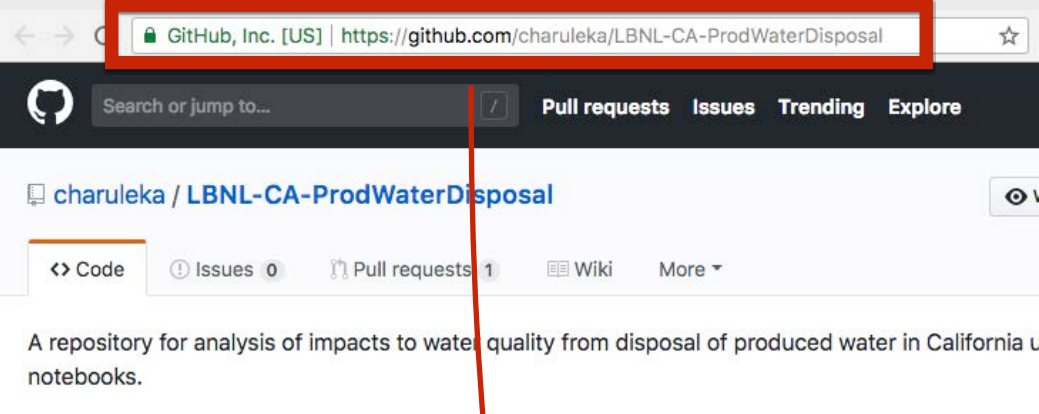 GitHub, Inc. [US] | https://github.com/charuleka/LBNL-CA-ProdWaterDisposal
Search or jump to... / Pull requests Issues Trending Explore
charuleka / LBNL-CA-ProdWaterDisposal
<> Code Issues 0 Pull requests 1 Wiki More
A repository for analysis of impacts to water quality from disposal of produced water in California
notebooks.